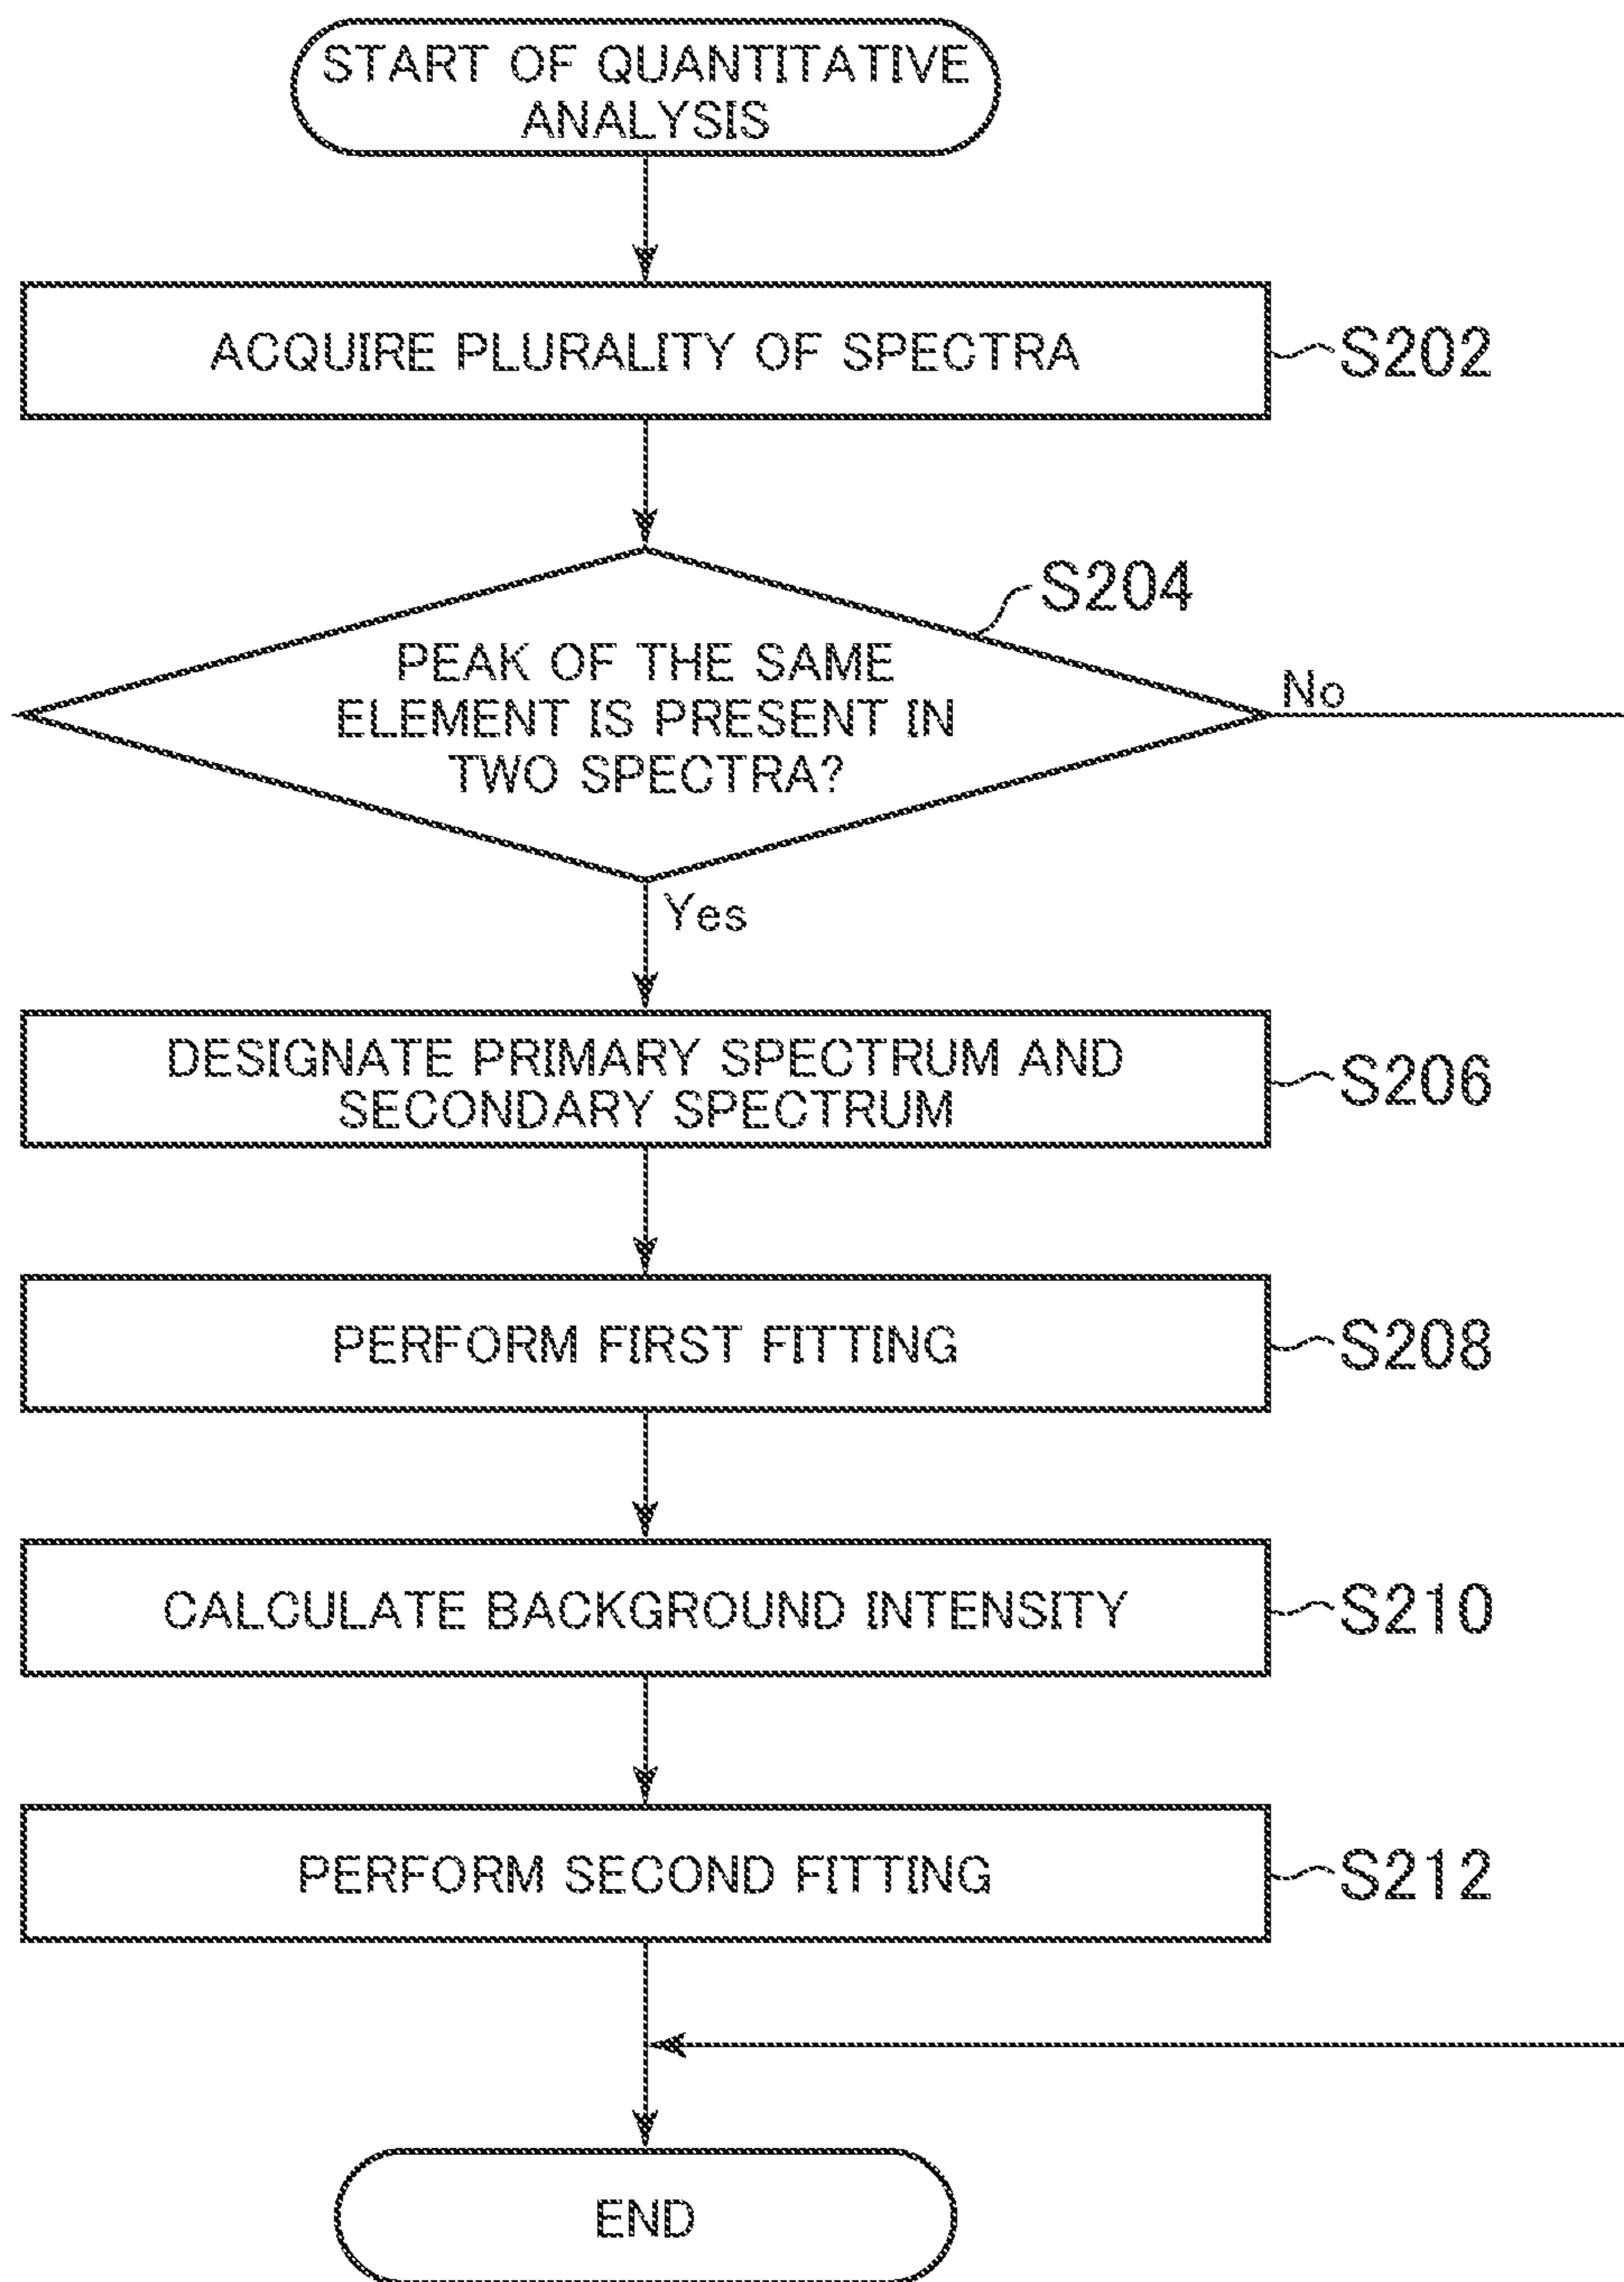 START OF QUANTITATIVE
ANALYSIS
ACQUIRE PLURALITY OF SPECTRA
S202
S204
PEAK OF THE SAME
ELEMENT IS PRESENT IN
TWO SPECTRA?
No
Yes
DESIGNATE PRIMARY SPECTRUM AND
SECONDARY SPECTRUM
S206
PERFORM FIRST FITTING
S208
CALCULATE BACKGROUND INTENSITY
S210
PERFORM SECOND FITTING
S212
END